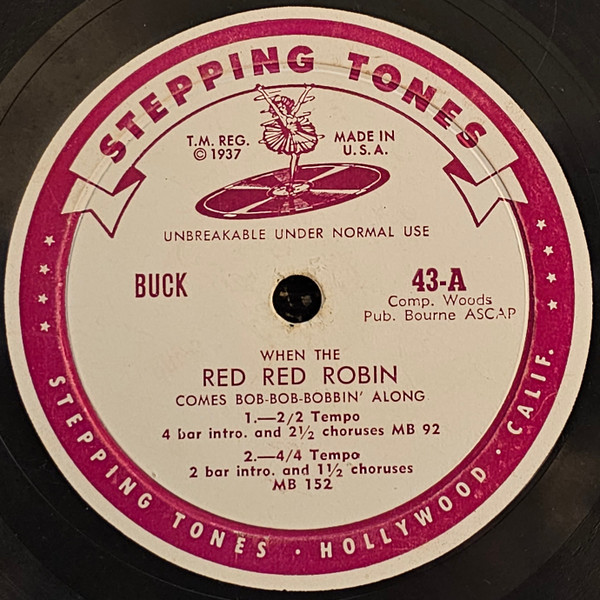 STEPPING TONES
T.M. REG. MADE IN
© 1937 U.S.A.
UNBREAKABLE UNDER NORMAL USE
BUCK 43-A
Comp. Woods
Pub. Bourne ASCAP
WHEN THE
RED RED ROBIN
COMES BOB-BOB-BOBBIN' ALONG
1.—2/2 Tempo
4 bar intro. and 2½ choruses MB 92
2.—4/4 Tempo
2 bar intro. and 1½ choruses
MB 152
STEPPING TONES · HOLLYWOOD · CALIF.